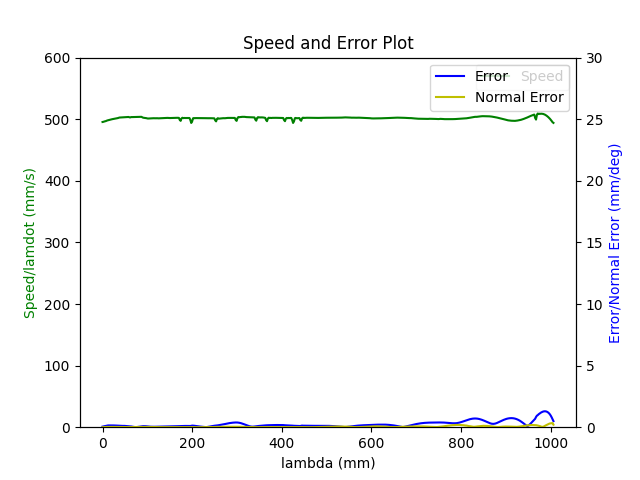 Speed and Error Plot
600
500
400
300
200
100
0
Speed/lamdot (mm/s)
30
25
20
15
10
5
0
Error/Normal Error (mm/deg)
Error
Speed
Normal Error
0
200
400
600
800
1000
lambda (mm)